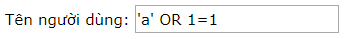 Tên người dùng: 'a' OR 1=1